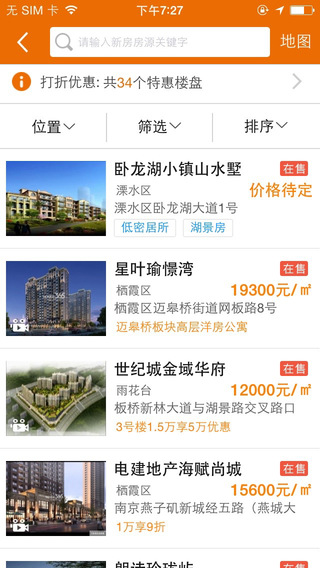 无 SIM 卡 下午7:27
请输入新房房源关键字 地图
打折优惠: 共34个特惠楼盘
位置 筛选 排序
卧龙湖小镇山水墅 在售
溧水区 价格待定
溧水区卧龙湖大道1号
低密居所 湖景房
星叶瑜憬湾 在售
栖霞区 19300元/㎡
栖霞区迈皋桥街道网板路8号
迈皋桥板块高层洋房公寓
世纪城金域华府 在售
雨花台 12000元/㎡
板桥新林大道与湖景路交叉路口
3号楼1.5万享5万优惠
电建地产海赋尚城 在售
栖霞区 15600元/㎡
南京燕子矶新城经五路（燕城大
1万享9折
朗诗玲珑屿 在售